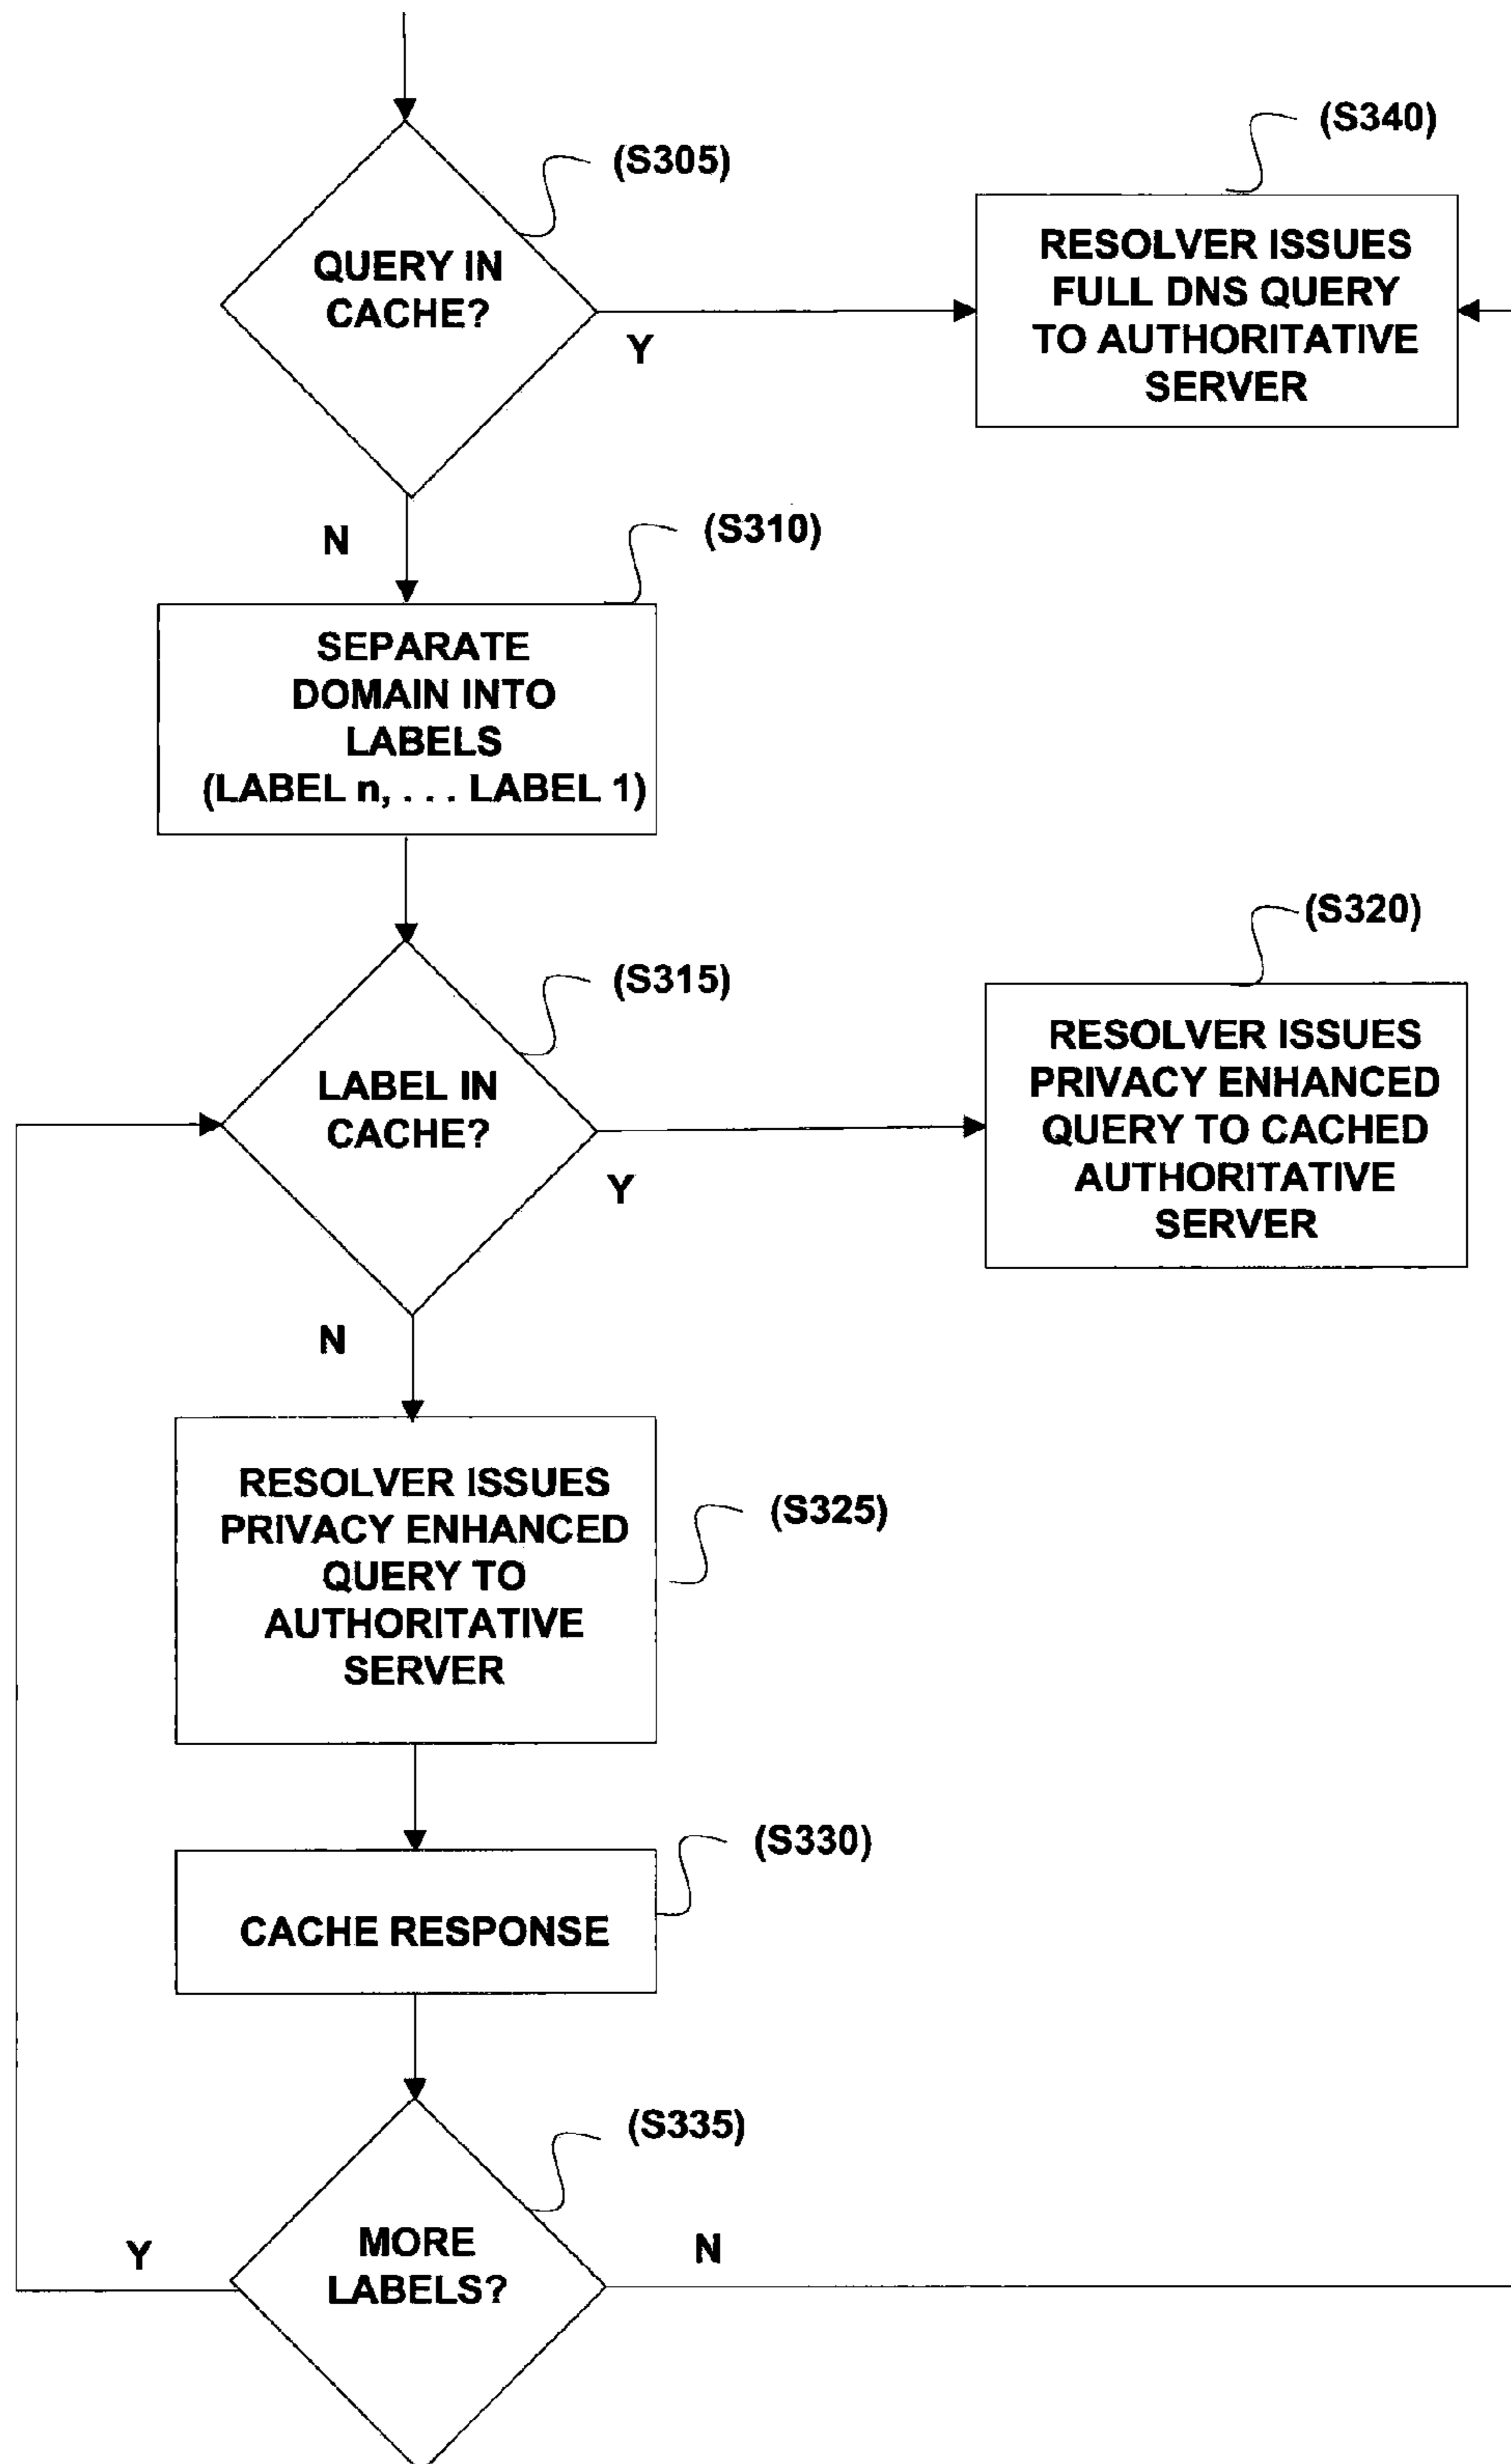 (S305)
QUERY IN
CACHE?
Y
N
(S340)
RESOLVER ISSUES
FULL DNS QUERY
TO AUTHORITATIVE
SERVER
(S310)
SEPARATE
DOMAIN INTO
LABELS
(LABEL n, . . . LABEL 1)
(S315)
LABEL IN
CACHE?
Y
N
(S320)
RESOLVER ISSUES
PRIVACY ENHANCED
QUERY TO CACHED
AUTHORITATIVE
SERVER
(S325)
RESOLVER ISSUES
PRIVACY ENHANCED
QUERY TO
AUTHORITATIVE
SERVER
(S330)
CACHE RESPONSE
(S335)
MORE
LABELS?
Y
N